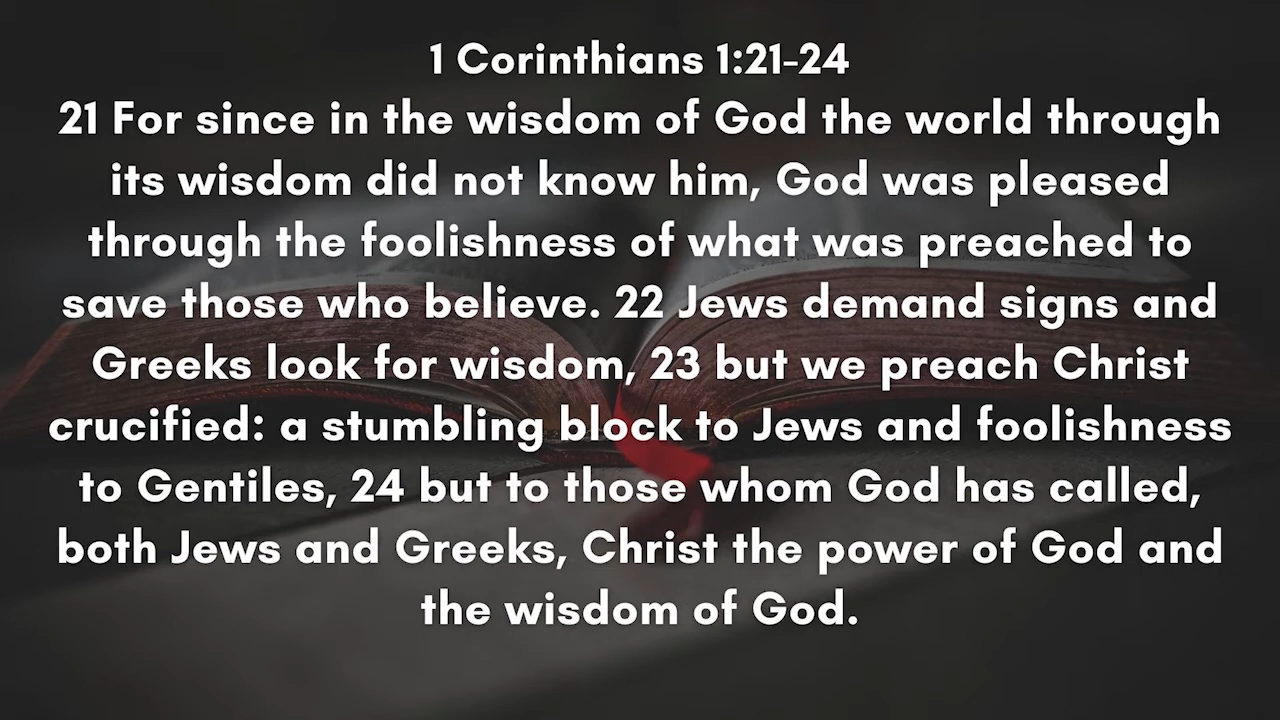 1 Corinthians 1:21-24
21 For since in the wisdom of God the world through
its wisdom did not know him, God was pleased
through the foolishness of what was preached to
save those who believe. 22 Jews demand signs and
Greeks look for wisdom, 23 but we preach Christ
crucified: a stumbling block to Jews and foolishness
to Gentiles, 24 but to those whom God has called,
both Jews and Greeks, Christ the power of God and
the wisdom of God.